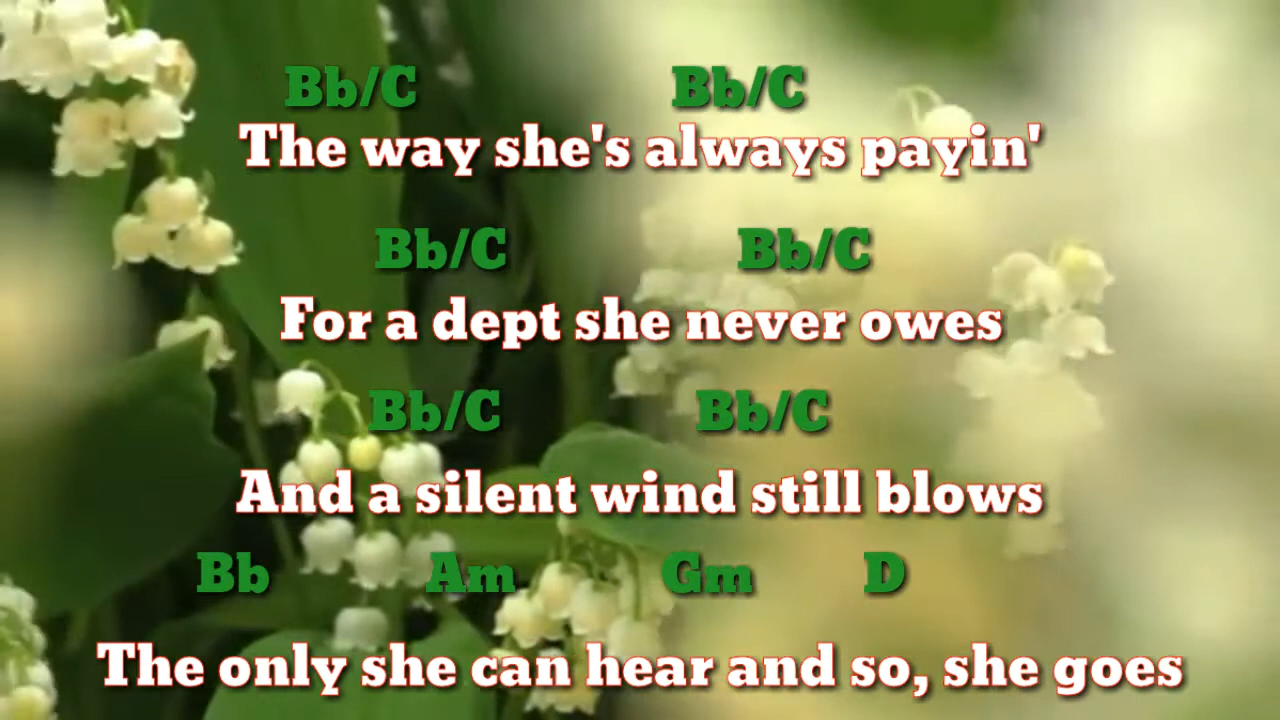 Bb/C Bb/C
The way she's always payin'
Bb/C Bb/C
For a dept she never owes
Bb/C Bb/C
And a silent wind still blows
Bb Am Gm D
The only she can hear and so, she goes